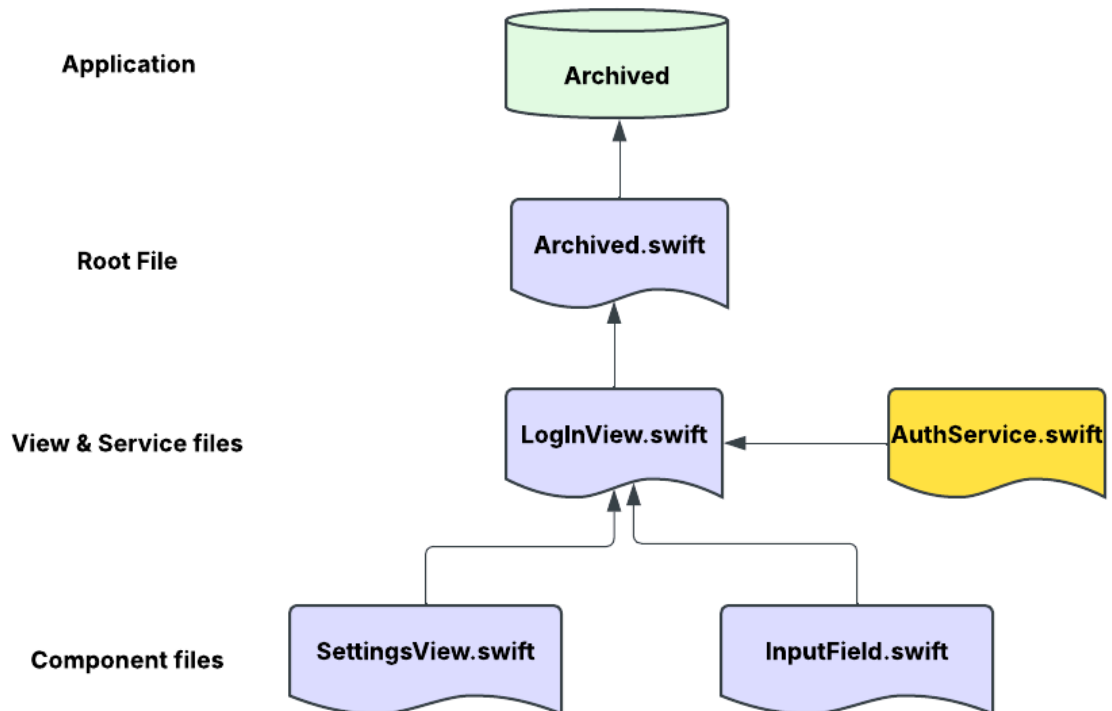 Application
Archived
Root File
Archived.swift
View & Service files
LogInView.swift
AuthService.swift
Component files
SettingsView.swift
InputField.swift